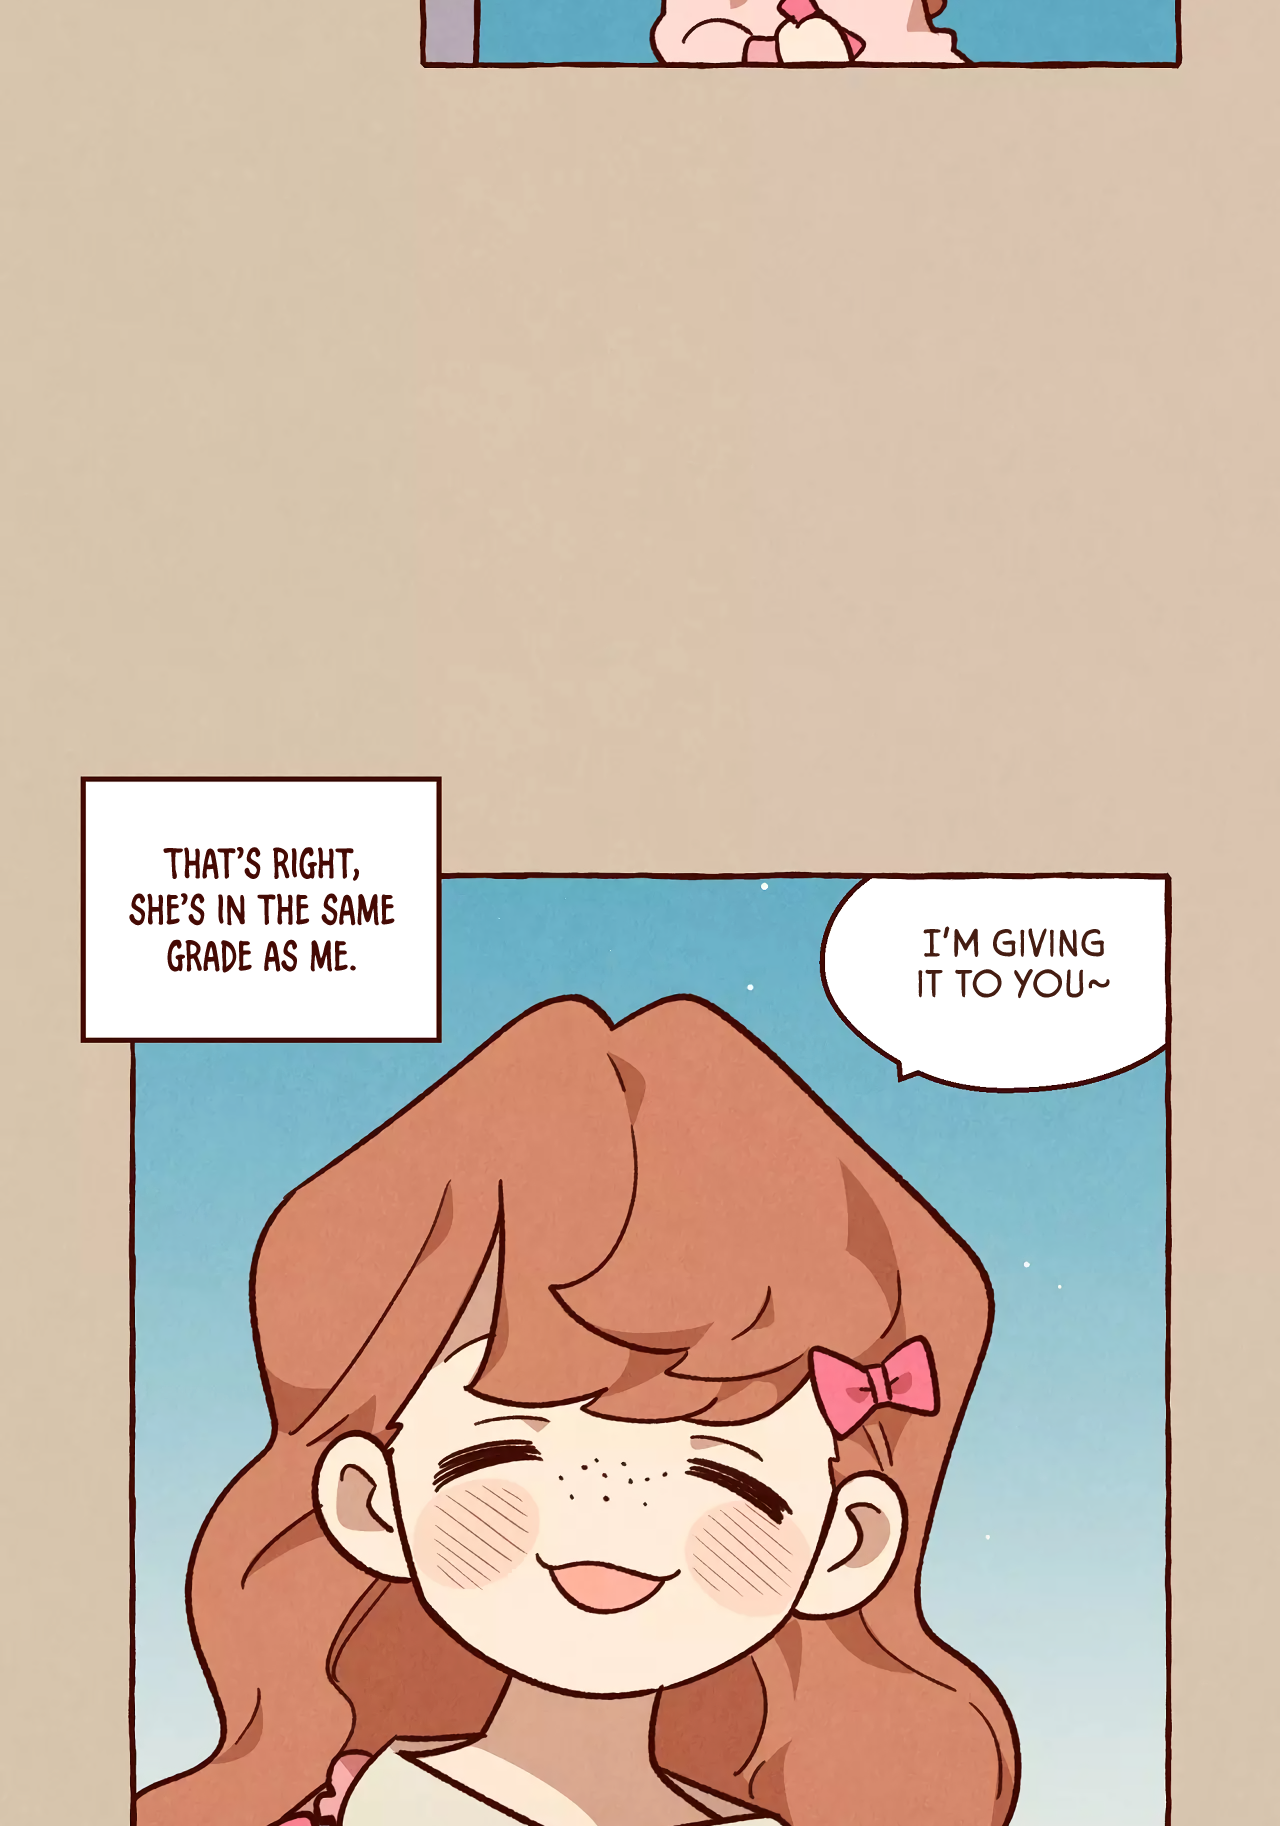 THAT'S RIGHT,
SHE'S IN THE SAME
GRADE AS ME.
I'M GIVING
IT TO YOU~